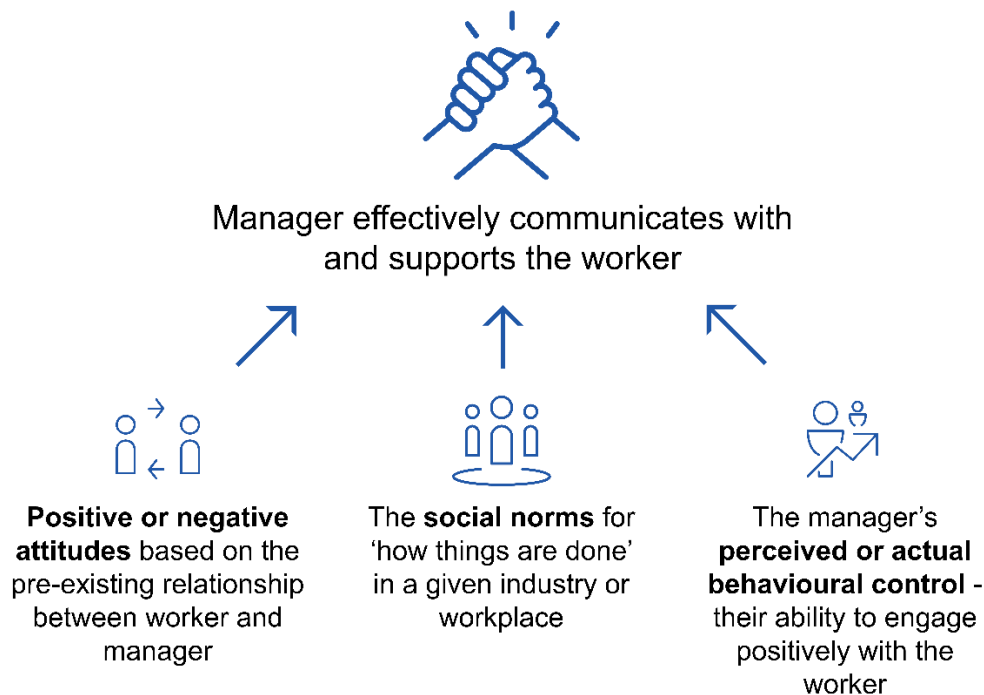 Manager effectively communicates with
and supports the worker
Positive or negative
attitudes based on the
pre-existing relationship
between worker and
manager
The social norms for
‘how things are done’
in a given industry or
workplace
The manager’s
perceived or actual
behavioural control -
their ability to engage
positively with the
worker